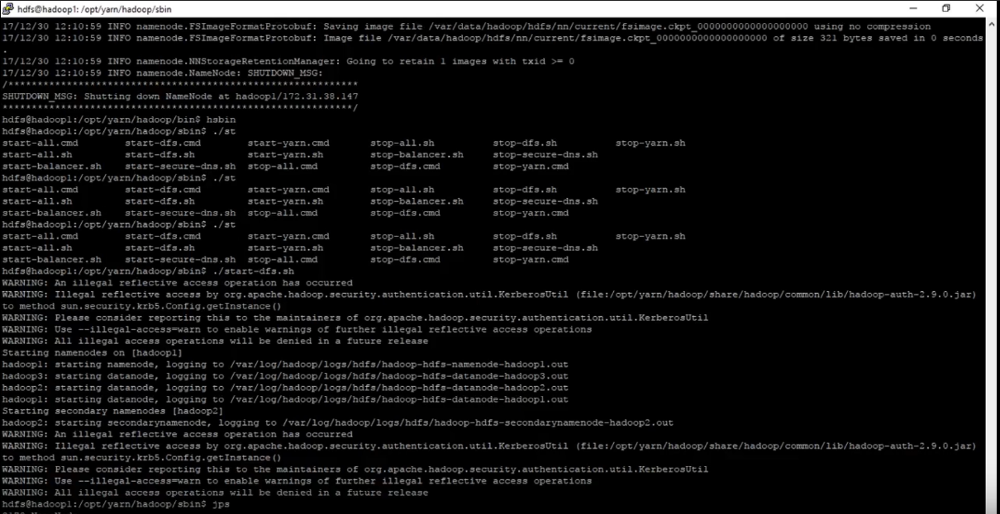 hdfs@hadoop1: /opt/yarn/hadoop/sbin
17/12/30 12:10:59 INFO namenode.FSImageFormatProtobuf: Saving image file /var/data/hadoop/hdfs/nn/current/fsimage.ckpt_0000000000000000000 using no compression
17/12/30 12:10:59 INFO namenode.FSImageFormatProtobuf: Image file /var/data/hadoop/hdfs/nn/current/fsimage.ckpt_0000000000000000000 of size 321 bytes saved in 0 seconds
.
17/12/30 12:10:59 INFO namenode.NNStorageRetentionManager: Going to retain 1 images with txid >= 0
17/12/30 12:10:59 INFO namenode.NameNode: SHUTDOWN_MSG:
/************************************************************
SHUTDOWN_MSG: Shutting down NameNode at hadoop1/172.31.38.147
************************************************************/
hdfs@hadoop1:/opt/yarn/hadoop/bin$ hsbin
hdfs@hadoop1:/opt/yarn/hadoop/sbin$ ./st
start-all.cmd start-dfs.cmd start-yarn.cmd stop-all.sh stop-dfs.sh stop-yarn.sh
start-all.sh start-dfs.sh start-yarn.sh stop-balancer.sh stop-secure-dns.sh
start-balancer.sh start-secure-dns.sh stop-all.cmd stop-dfs.cmd stop-yarn.cmd
hdfs@hadoop1:/opt/yarn/hadoop/sbin$ ./st
start-all.cmd start-dfs.cmd start-yarn.cmd stop-all.sh stop-dfs.sh stop-yarn.sh
start-all.sh start-dfs.sh start-yarn.sh stop-balancer.sh stop-secure-dns.sh
start-balancer.sh start-secure-dns.sh stop-all.cmd stop-dfs.cmd stop-yarn.cmd
hdfs@hadoop1:/opt/yarn/hadoop/sbin$ ./st
start-all.cmd start-dfs.cmd start-yarn.cmd stop-all.sh stop-dfs.sh stop-yarn.sh
start-all.sh start-dfs.sh start-yarn.sh stop-balancer.sh stop-secure-dns.sh
start-balancer.sh start-secure-dns.sh stop-all.cmd stop-dfs.cmd stop-yarn.cmd
hdfs@hadoop1:/opt/yarn/hadoop/sbin$ ./start-dfs.sh
WARNING: An illegal reflective access operation has occurred
WARNING: Illegal reflective access by org.apache.hadoop.security.authentication.util.KerberosUtil (file:/opt/yarn/hadoop/share/hadoop/common/lib/hadoop-auth-2.9.0.jar)
to method sun.security.krb5.Config.getInstance()
WARNING: Please consider reporting this to the maintainers of org.apache.hadoop.security.authentication.util.KerberosUtil
WARNING: Use --illegal-access=warn to enable warnings of further illegal reflective access operations
WARNING: All illegal access operations will be denied in a future release
Starting namenodes on [hadoop1]
hadoop1: starting namenode, logging to /var/log/hadoop/logs/hdfs/hadoop-hdfs-namenode-hadoop1.out
hadoop3: starting datanode, logging to /var/log/hadoop/logs/hdfs/hadoop-hdfs-datanode-hadoop3.out
hadoop2: starting datanode, logging to /var/log/hadoop/logs/hdfs/hadoop-hdfs-datanode-hadoop2.out
hadoop1: starting datanode, logging to /var/log/hadoop/logs/hdfs/hadoop-hdfs-datanode-hadoop1.out
Starting secondary namenodes [hadoop2]
hadoop2: starting secondarynamenode, logging to /var/log/hadoop/logs/hdfs/hadoop-hdfs-secondarynamenode-hadoop2.out
WARNING: An illegal reflective access operation has occurred
WARNING: Illegal reflective access by org.apache.hadoop.security.authentication.util.KerberosUtil (file:/opt/yarn/hadoop/share/hadoop/common/lib/hadoop-auth-2.9.0.jar)
to method sun.security.krb5.Config.getInstance()
WARNING: Please consider reporting this to the maintainers of org.apache.hadoop.security.authentication.util.KerberosUtil
WARNING: Use --illegal-access=warn to enable warnings of further illegal reflective access operations
WARNING: All illegal access operations will be denied in a future release
hdfs@hadoop1:/opt/yarn/hadoop/sbin$ jps